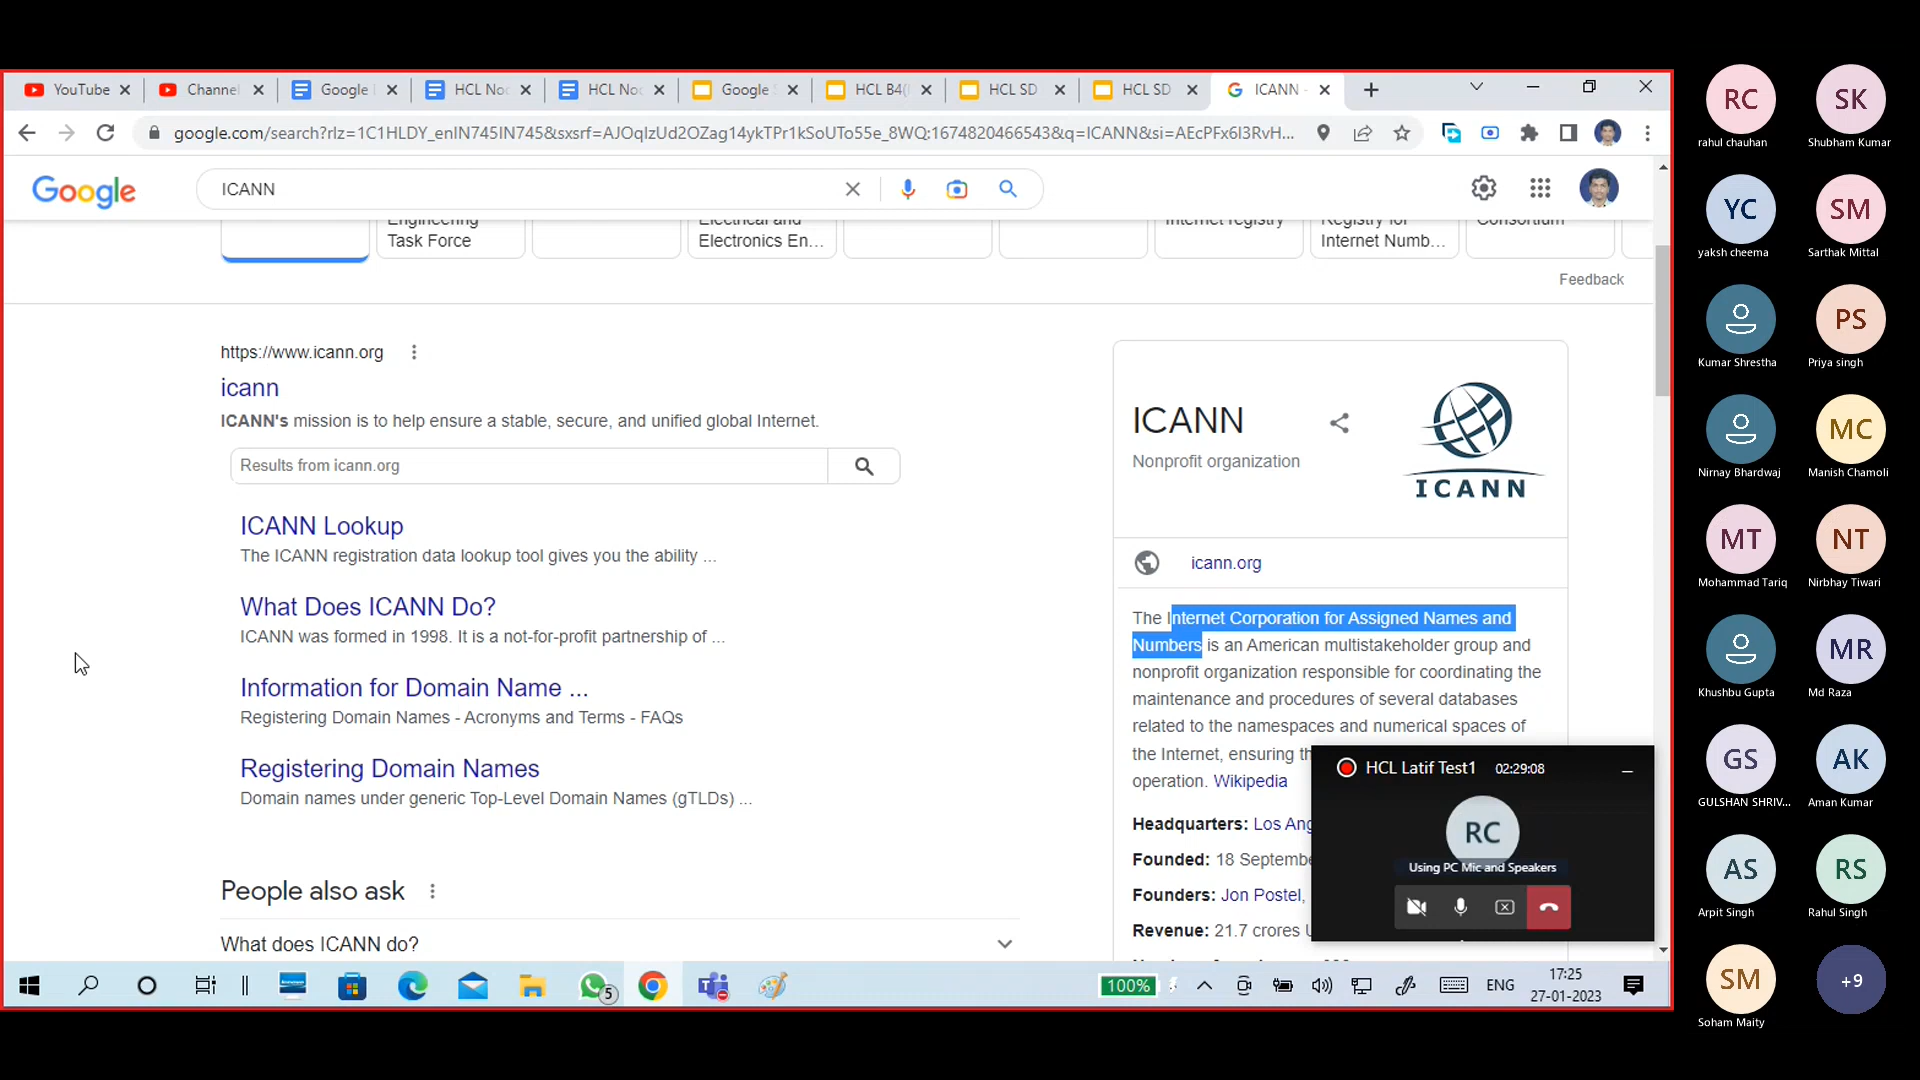 YouTube
Channel
Google
HCL No
HCL No
Google
HCL B4(
HCL SD
HCL SD
ICANN -
google.com/search?rlz=1C1HLDY_enIN745IN745&sxsrf=AJOqlzUd2OZag14ykTPr1kSoUTo55e_8WQ:1674820466543&q=ICANN&si=AEcPFx6l3RvH...
Google
ICANN
Engineering
Task Force
Electrical and
Electronics En...
Internet registry
Registry for
Internet Numb...
Consortium
Feedback
https://www.icann.org
icann
ICANN's mission is to help ensure a stable, secure, and unified global Internet.
Results from icann.org
ICANN Lookup
The ICANN registration data lookup tool gives you the ability ...
What Does ICANN Do?
ICANN was formed in 1998. It is a not-for-profit partnership of ...
Information for Domain Name ...
Registering Domain Names - Acronyms and Terms - FAQs
Registering Domain Names
Domain names under generic Top-Level Domain Names (gTLDs) ...
People also ask
What does ICANN do?
ICANN
Nonprofit organization
ICANN
icann.org
The Internet Corporation for Assigned Names and
Numbers is an American multistakeholder group and
nonprofit organization responsible for coordinating the
maintenance and procedures of several databases
related to the namespaces and numerical spaces of
the Internet, ensuring th
operation. Wikipedia
Headquarters: Los Ang
Founded: 18 Septembe
Founders: Jon Postel,
Revenue: 21.7 crores U
HCL Latif Test1 02:29:08
RC
Using PC Mic and Speakers
5
100%
ENG
17:25
27-01-2023
RC
rahul chauhan
SK
Shubham Kumar
YC
yaksh cheema
SM
Sarthak Mittal
Kumar Shrestha
PS
Priya singh
Nirnay Bhardwaj
MC
Manish Chamoli
MT
Mohammad Tariq
NT
Nirbhay Tiwari
Khushbu Gupta
MR
Md Raza
GS
GULSHAN SHRIV...
AK
Aman Kumar
AS
Arpit Singh
RS
Rahul Singh
SM
Soham Maity
+9